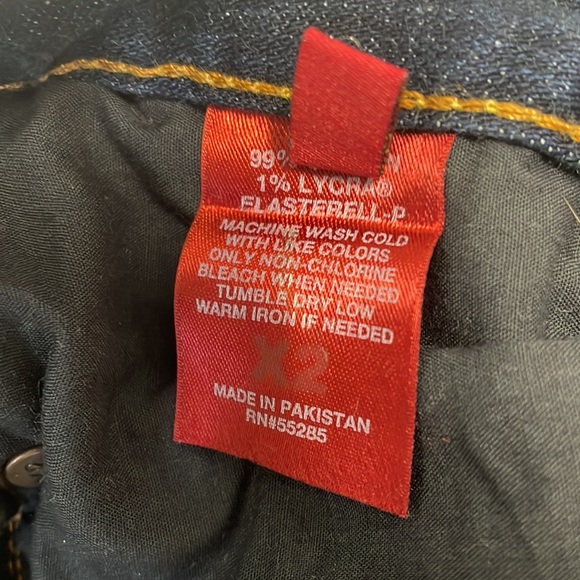 99% N
1% LYCRA®
ELASTERELL-P
MACHINE WASH COLD
WITH LIKE COLORS
ONLY NON-CHLORINE
BLEACH WHEN NEEDED
TUMBLE DRY LOW
WARM IRON IF NEEDED
X2
MADE IN PAKISTAN
RN#55285